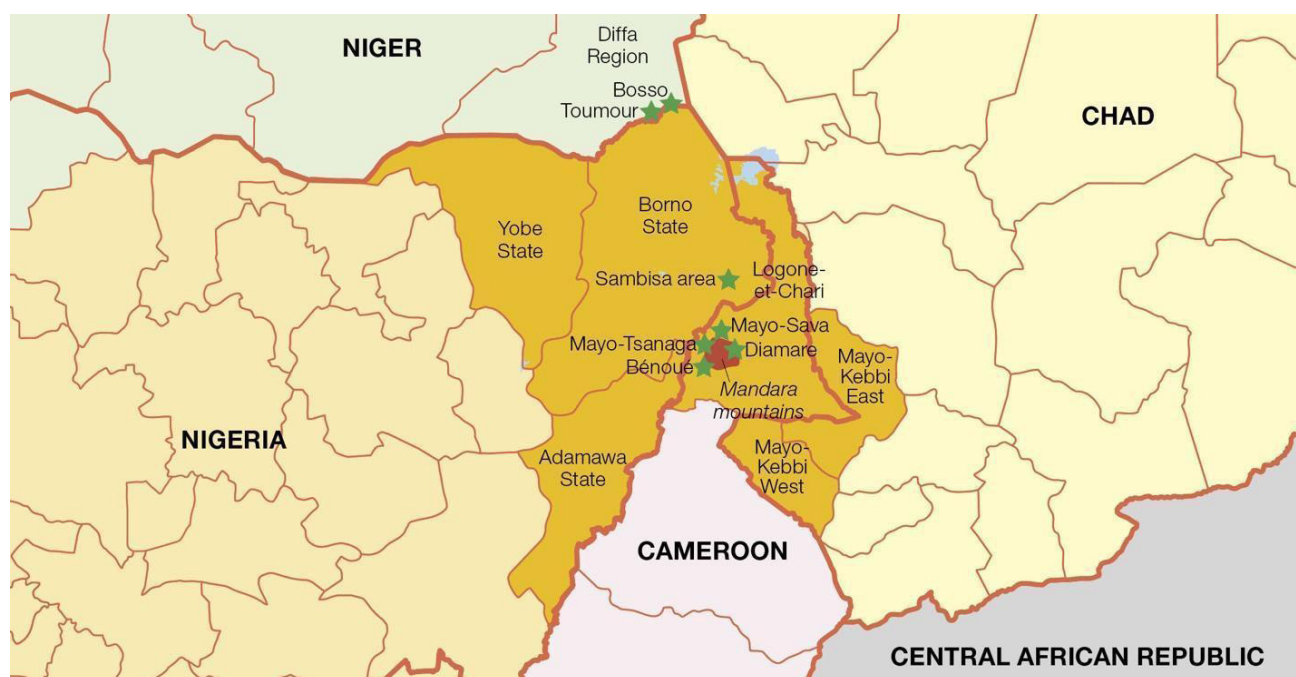 NIGER
Diffa
Region
Bosso
Toumour
CHAD
Yobe
State
Borno
State
Sambisa area
Logone-
et-Chari
Mayo-Sava
Mayo-Tsanaga
Diamare
Bénoué
Mayo-
Kebbi
East
Mandara
mountains
NIGERIA
Adamawa
State
Mayo-
Kebbi
West
CAMEROON
CENTRAL AFRICAN REPUBLIC